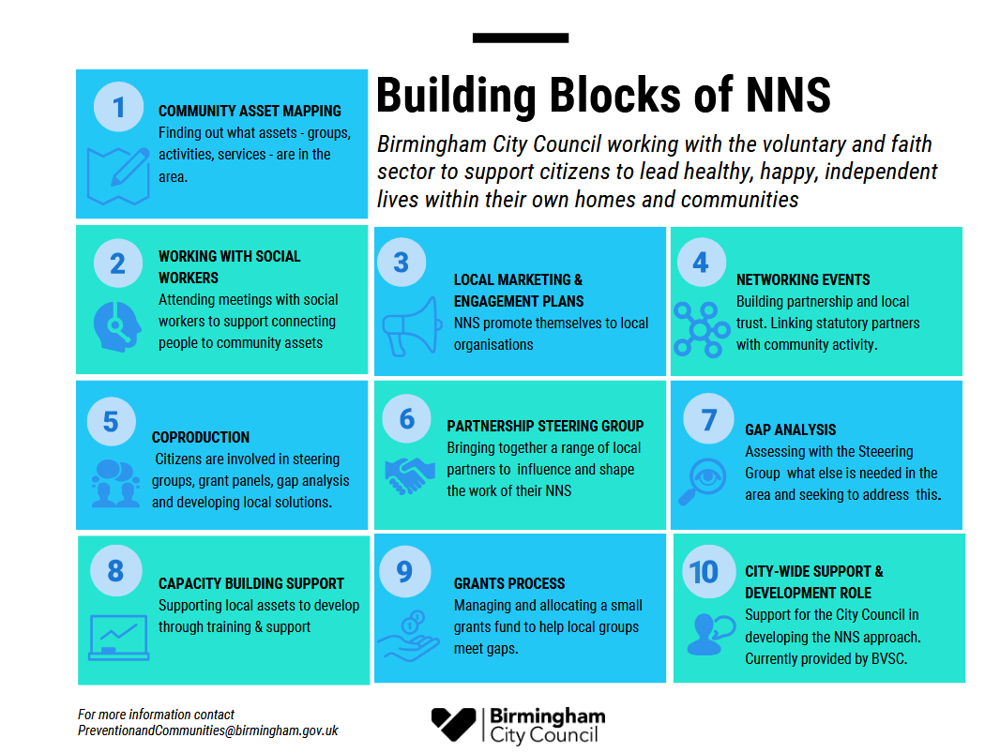 Building Blocks of NNS
Birmingham City Council working with the voluntary and faith
sector to support citizens to lead healthy, happy, independent
lives within their own homes and communities
1
COMMUNITY ASSET MAPPING
Finding out what assets - groups,
activities, services - are in the
area.
2
WORKING WITH SOCIAL
WORKERS
Attending meetings with social
workers to support connecting
people to community assets
3
LOCAL MARKETING &
ENGAGEMENT PLANS
NNS promote themselves to local
organisations
4
NETWORKING EVENTS
Building partnership and local
trust. Linking statutory partners
with community activity.
5
COPRODUCTION
Citizens are involved in steering
groups, grant panels, gap analysis
and developing local solutions.
6
PARTNERSHIP STEERING GROUP
Bringing together a range of local
partners to influence and shape
the work of their NNS
7
GAP ANALYSIS
Assessing with the Steeering
Group what else is needed in the
area and seeking to address this.
8
CAPACITY BUILDING SUPPORT
Supporting local assets to develop
through training & support
9
GRANTS PROCESS
Managing and allocating a small
grants fund to help local groups
meet gaps.
10
CITY-WIDE SUPPORT &
DEVELOPMENT ROLE
Support for the City Council in
developing the NNS approach.
Currently provided by BVSC.
For more information contact
PreventionandCommunities@birmingham.gov.uk
Birmingham
City Council